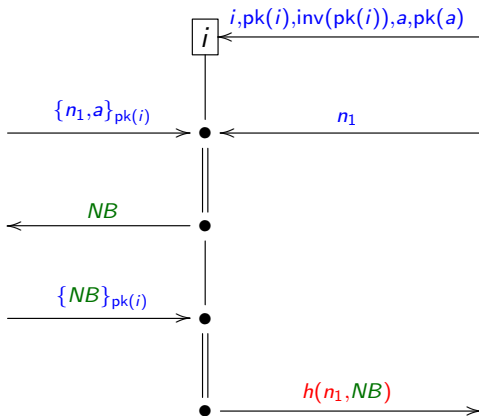 i,pk(i),inv(pk(i)),a,pk(a)
i
{n₁,a}pk(i)
n₁
NB
{NB}pk(i)
h(n₁,NB)